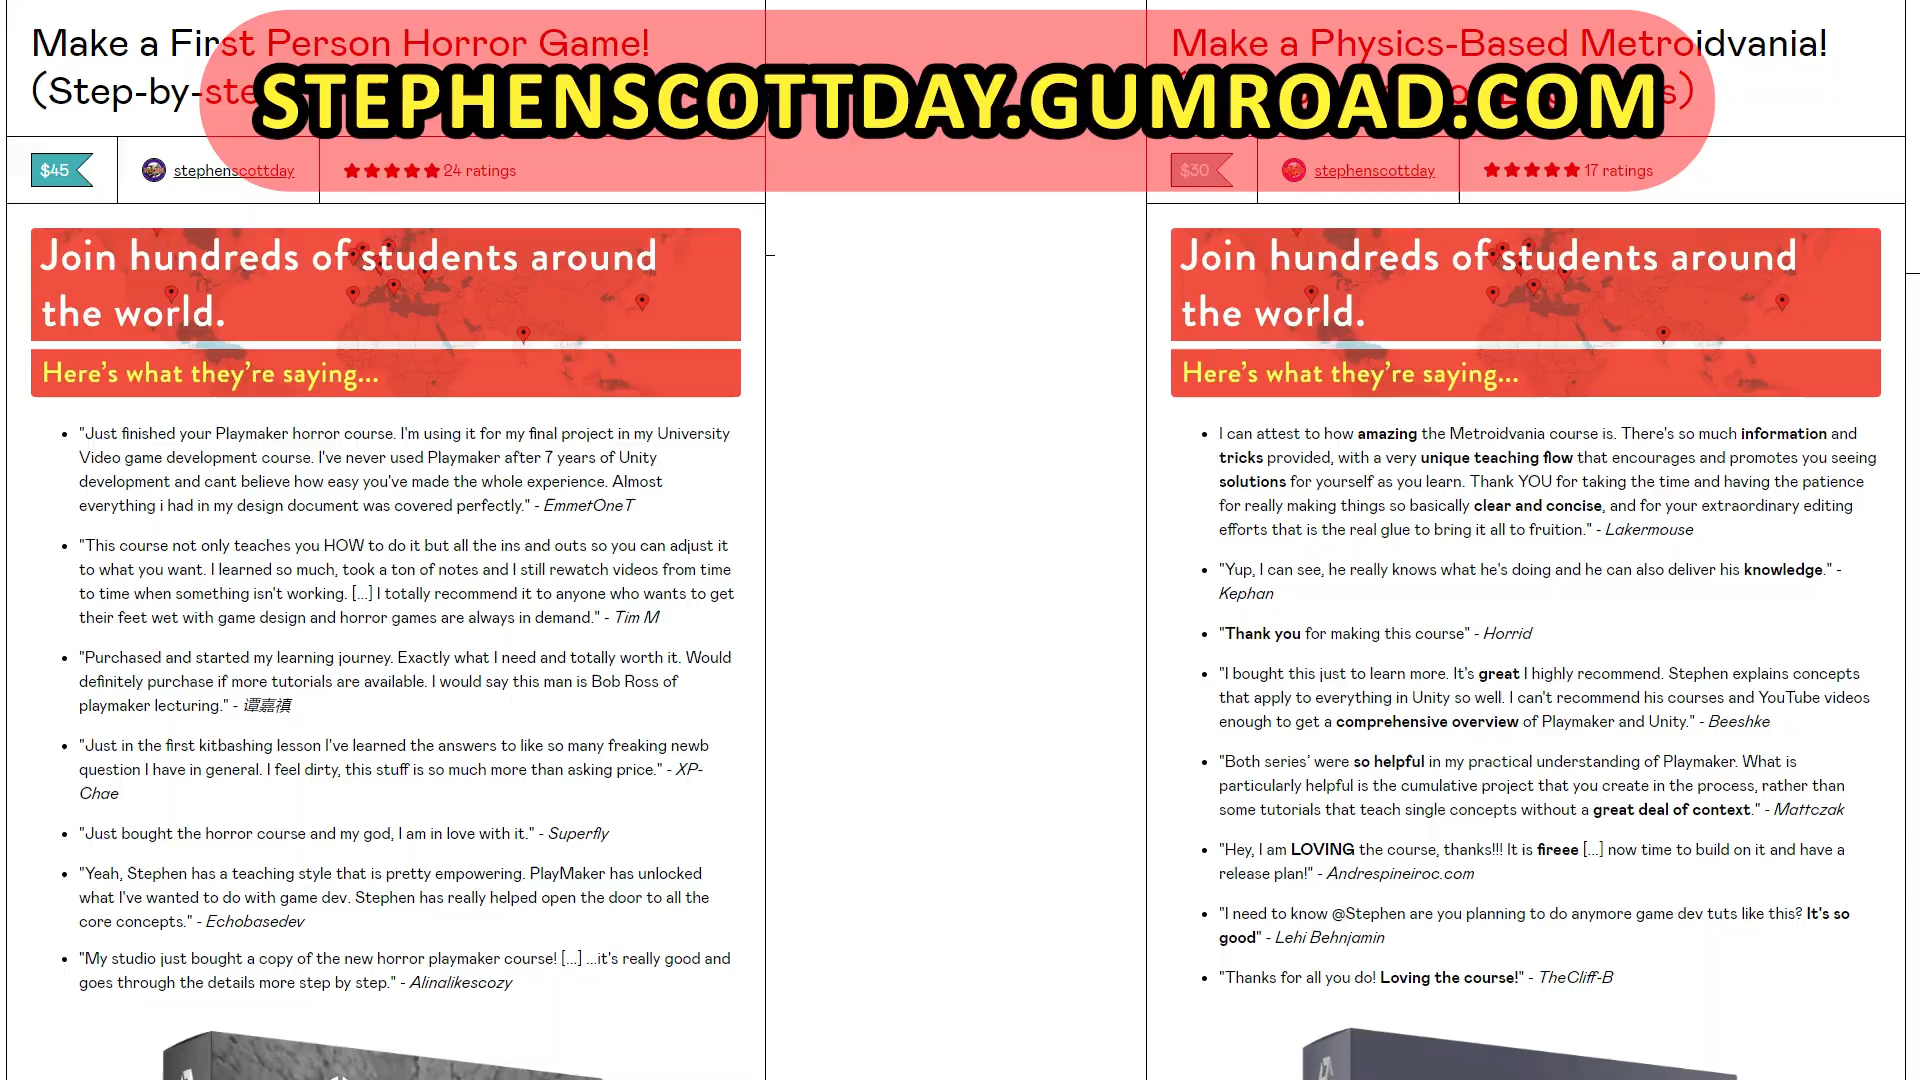 Make a First Person Horror Game!
(Step-by-ste
STEPHENSCOTTDAY.GUMROAD.COM
$45
stephenscottday
24 ratings
Join hundreds of students around
the world.
Here's what they're saying...
• "Just finished your Playmaker horror course. I'm using it for my final project in my University
Video game development course. I've never used Playmaker after 7 years of Unity
development and cant believe how easy you've made the whole experience. Almost
everything i had in my design document was covered perfectly." - EmmetOneT
• "This course not only teaches you HOW to do it but all the ins and outs so you can adjust it
to what you want. I learned so much, took a ton of notes and I still rewatch videos from time
to time when something isn't working. [...] I totally recommend it to anyone who wants to get
their feet wet with game design and horror games are always in demand." - Tim M
• "Purchased and started my learning journey. Exactly what I need and totally worth it. Would
definitely purchase if more tutorials are available. I would say this man is Bob Ross of
playmaker lecturing." - 谭嘉禛
• "Just in the first kitbashing lesson I've learned the answers to like so many freaking newb
question I have in general. I feel dirty, this stuff is so much more than asking price." - XP-
Chae
• "Just bought the horror course and my god, I am in love with it." - Superfly
• "Yeah, Stephen has a teaching style that is pretty empowering. PlayMaker has unlocked
what I've wanted to do with game dev. Stephen has really helped open the door to all the
core concepts." - Echobasedev
• "My studio just bought a copy of the new horror playmaker course! [...] ...it's really good and
goes through the details more step by step." - Alinalikescozy
Make a Physics-Based Metroidvania!
$30
stephenscottday
17 ratings
Join hundreds of students around
the world.
Here's what they're saying...
• I can attest to how amazing the Metroidvania course is. There's so much information and
tricks provided, with a very unique teaching flow that encourages and promotes you seeing
solutions for yourself as you learn. Thank YOU for taking the time and having the patience
for really making things so basically clear and concise, and for your extraordinary editing
efforts that is the real glue to bring it all to fruition." - Lakermouse
• "Yup, I can see, he really knows what he's doing and he can also deliver his knowledge." -
Kephan
• "Thank you for making this course" - Horrid
• "I bought this just to learn more. It's great I highly recommend. Stephen explains concepts
that apply to everything in Unity so well. I can't recommend his courses and YouTube videos
enough to get a comprehensive overview of Playmaker and Unity." - Beeshke
• "Both series' were so helpful in my practical understanding of Playmaker. What is
particularly helpful is the cumulative project that you create in the process, rather than
some tutorials that teach single concepts without a great deal of context." - Mattczak
• "Hey, I am LOVING the course, thanks!!! It is fireee [...] now time to build on it and have a
release plan!" - Andrespineiroc.com
• "I need to know @Stephen are you planning to do anymore game dev tuts like this? It's so
good" - Lehi Behnjamin
• "Thanks for all you do! Loving the course!" - TheCliff-B